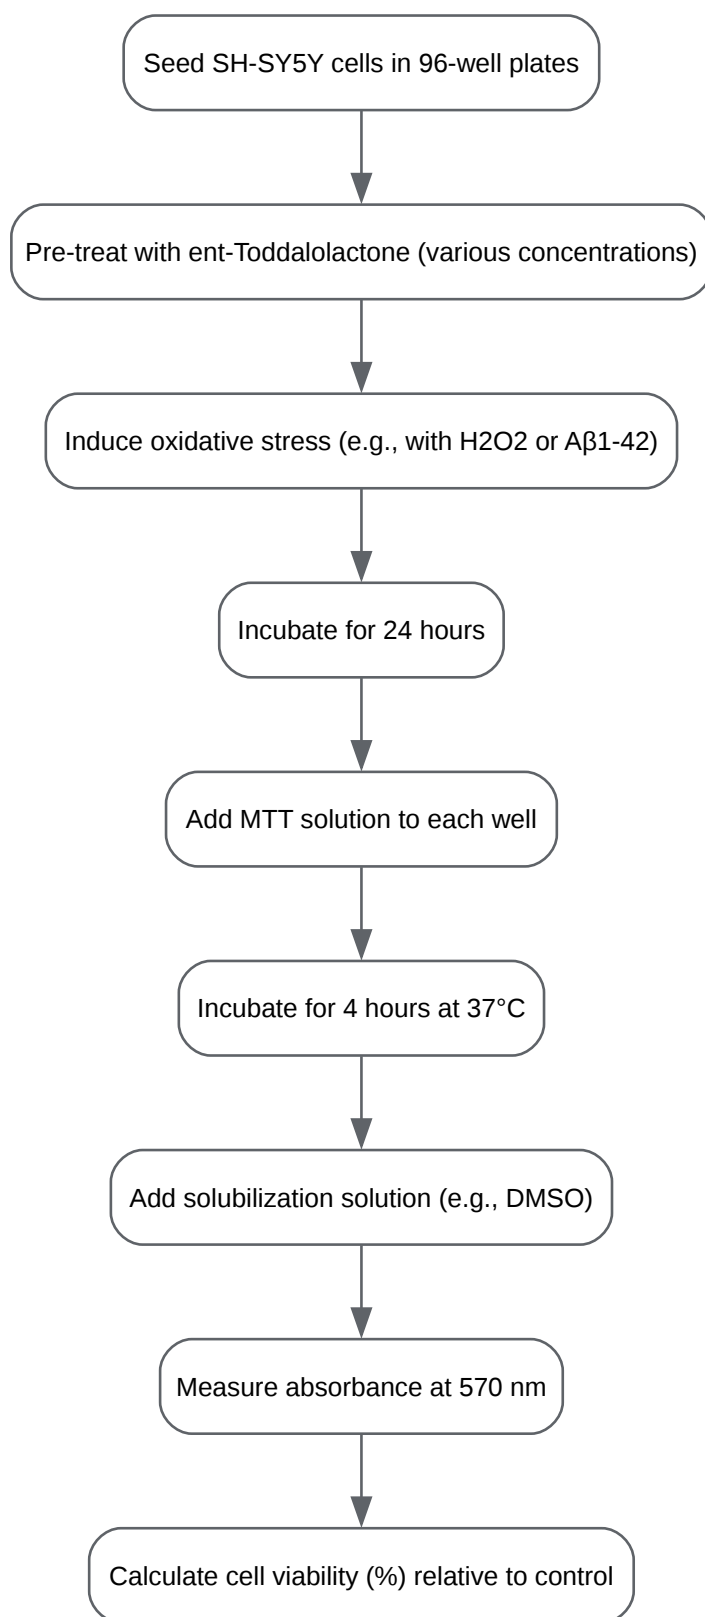 Seed SH-SY5Y cells in 96-well plates
Pre-treat with ent-Toddalolactone (various concentrations)
Induce oxidative stress (e.g., with H2O2 or Aβ1-42)
Incubate for 24 hours
Add MTT solution to each well
Incubate for 4 hours at 37°C
Add solubilization solution (e.g., DMSO)
Measure absorbance at 570 nm
Calculate cell viability (%) relative to control